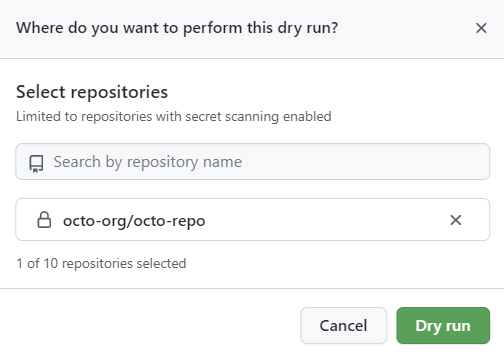 Where do you want to perform this dry run?
Select repositories
Limited to repositories with secret scanning enabled
Search by repository name
octo-org/octo-repo
1 of 10 repositories selected
Cancel
Dry run